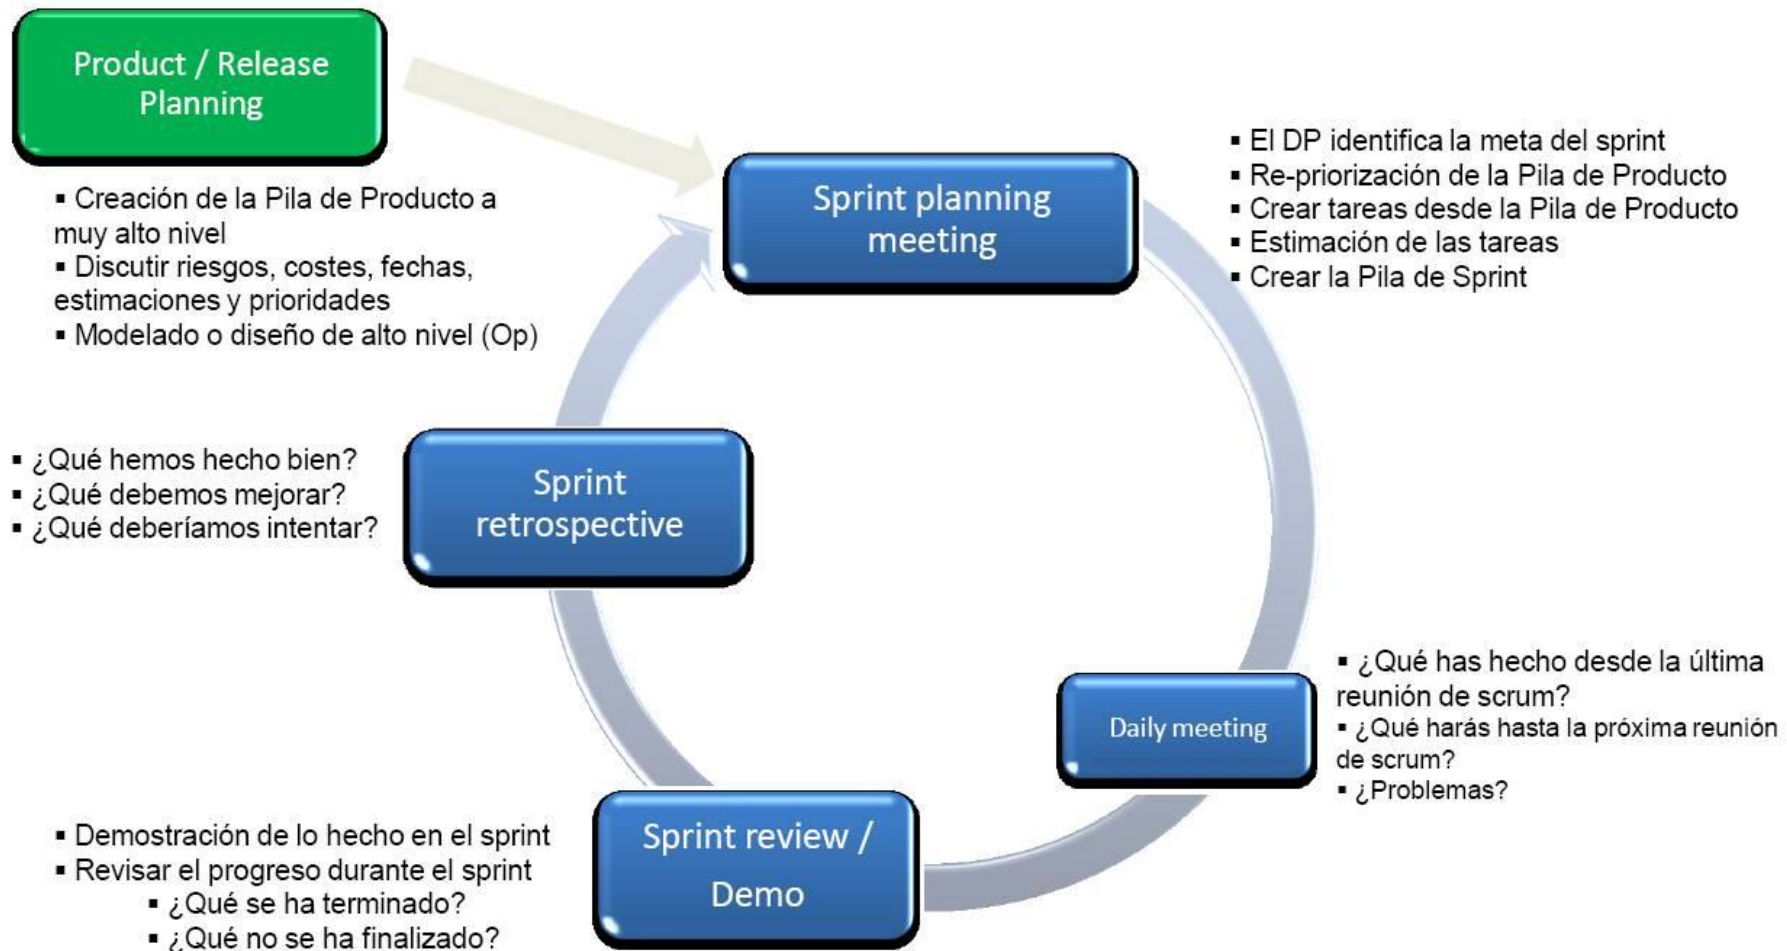 Product / Release
Planning
▪ Creación de la Pila de Producto a
muy alto nivel
▪ Discutir riesgos, costes, fechas,
estimaciones y prioridades
▪ Modelado o diseño de alto nivel (Op)
Sprint planning
meeting
▪ El DP identifica la meta del sprint
▪ Re-priorización de la Pila de Producto
▪ Crear tareas desde la Pila de Producto
▪ Estimación de las tareas
▪ Crear la Pila de Sprint
Daily meeting
▪ ¿Qué has hecho desde la última
reunión de scrum?
▪ ¿Qué harás hasta la próxima reunión
de scrum?
▪ ¿Problemas?
Sprint review /
Demo
▪ Demostración de lo hecho en el sprint
▪ Revisar el progreso durante el sprint
▪ ¿Qué se ha terminado?
▪ ¿Qué no se ha finalizado?
Sprint
retrospective
▪ ¿Qué hemos hecho bien?
▪ ¿Qué debemos mejorar?
▪ ¿Qué deberíamos intentar?